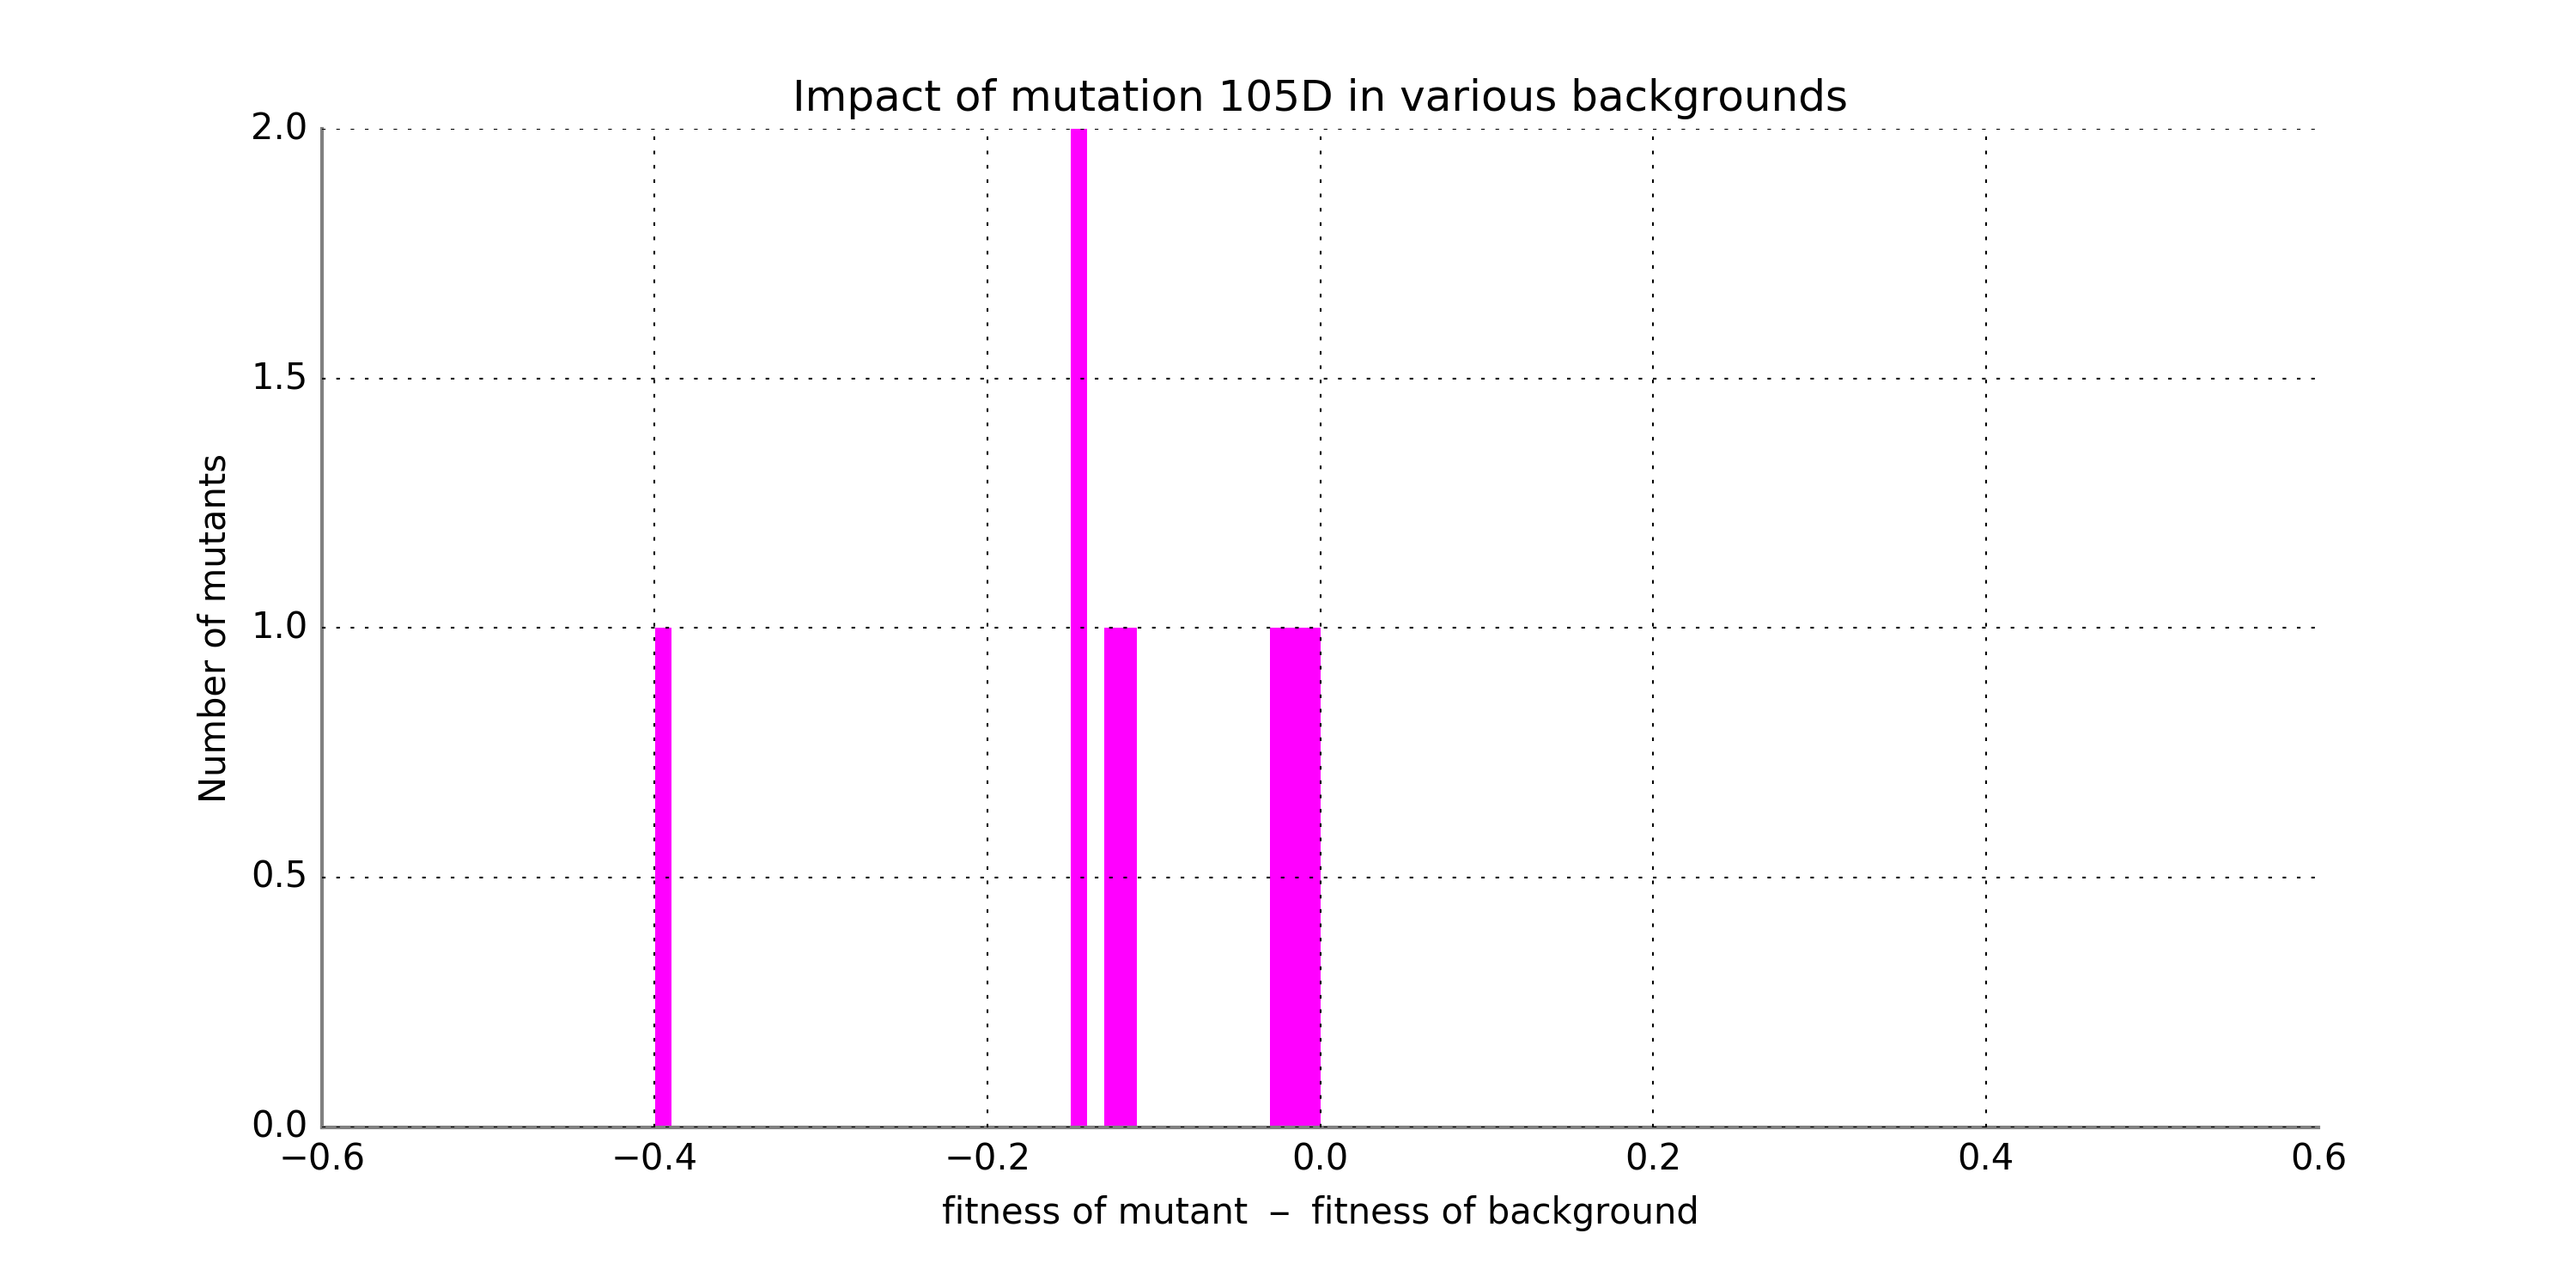 Impact of mutation 105D in various backgrounds
2.0
1.5
1.0
0.5
0.0
Number of mutants
−0.6 −0.4 −0.2 0.0 0.2 0.4 0.6
fitness of mutant − fitness of background